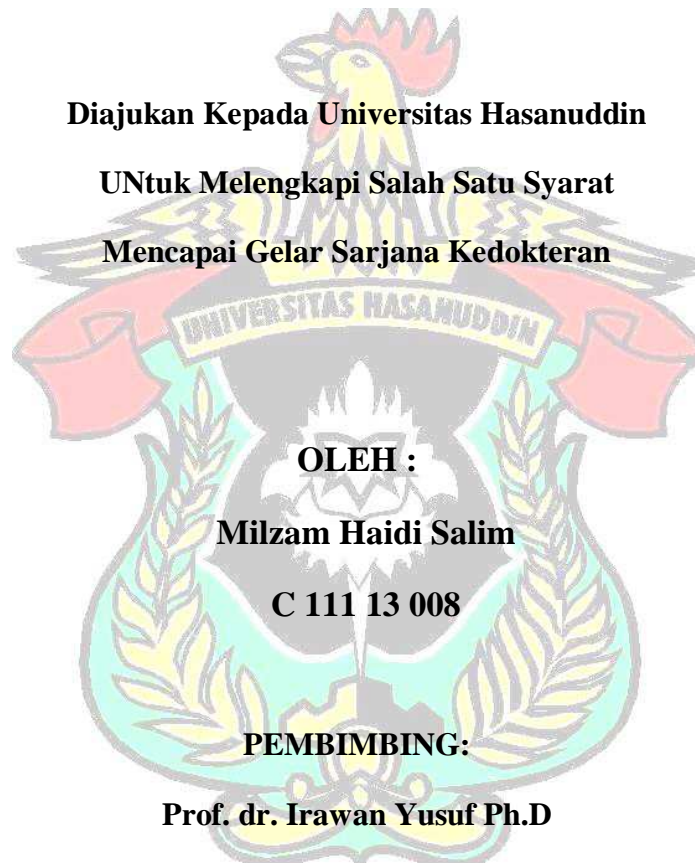 Diajukan Kepada Universitas Hasanuddin
UNtuk Melengkapi Salah Satu Syarat
Mencapai Gelar Sarjana Kedokteran
UNIVERSITAS HASANUDDIN
OLEH :
Milzam Haidi Salim
C 111 13 008
PEMBIMBING:
Prof. dr. Irawan Yusuf Ph.D